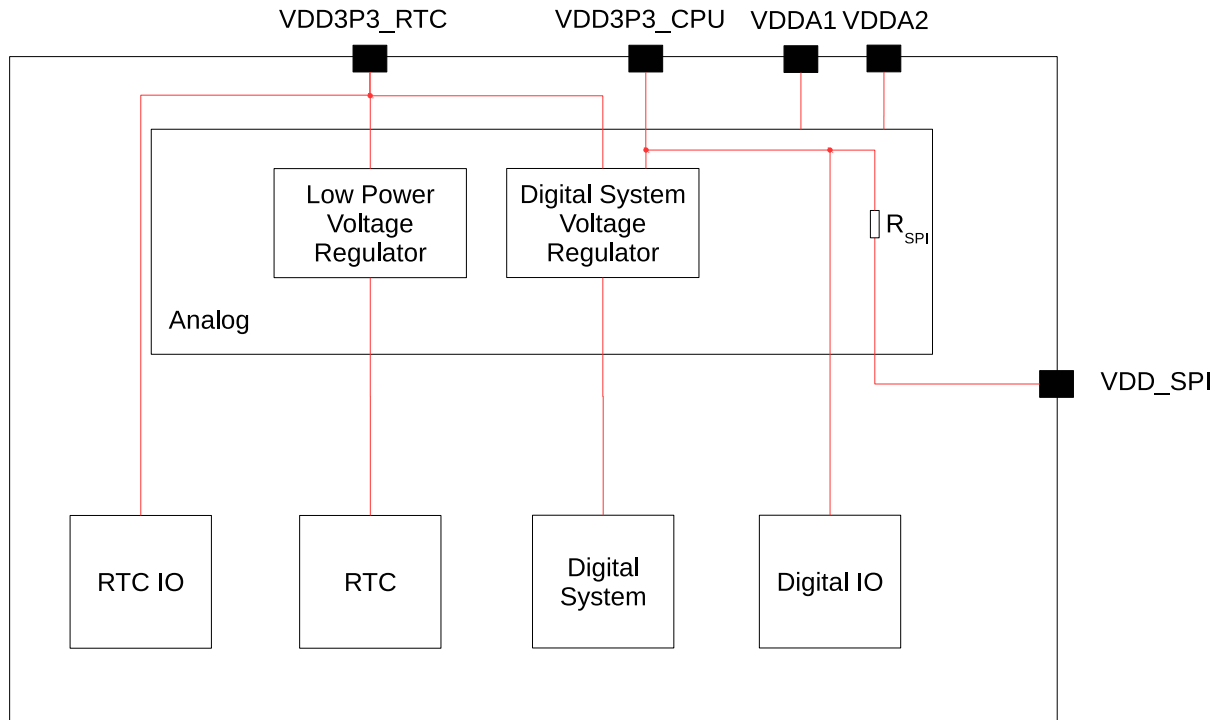 VDD3P3_RTC
VDD3P3_CPU
VDDA1
VDDA2
Low Power
Voltage
Regulator
Digital System
Voltage
Regulator
RSPI
Analog
VDD_SPI
RTC IO
RTC
Digital
System
Digital IO